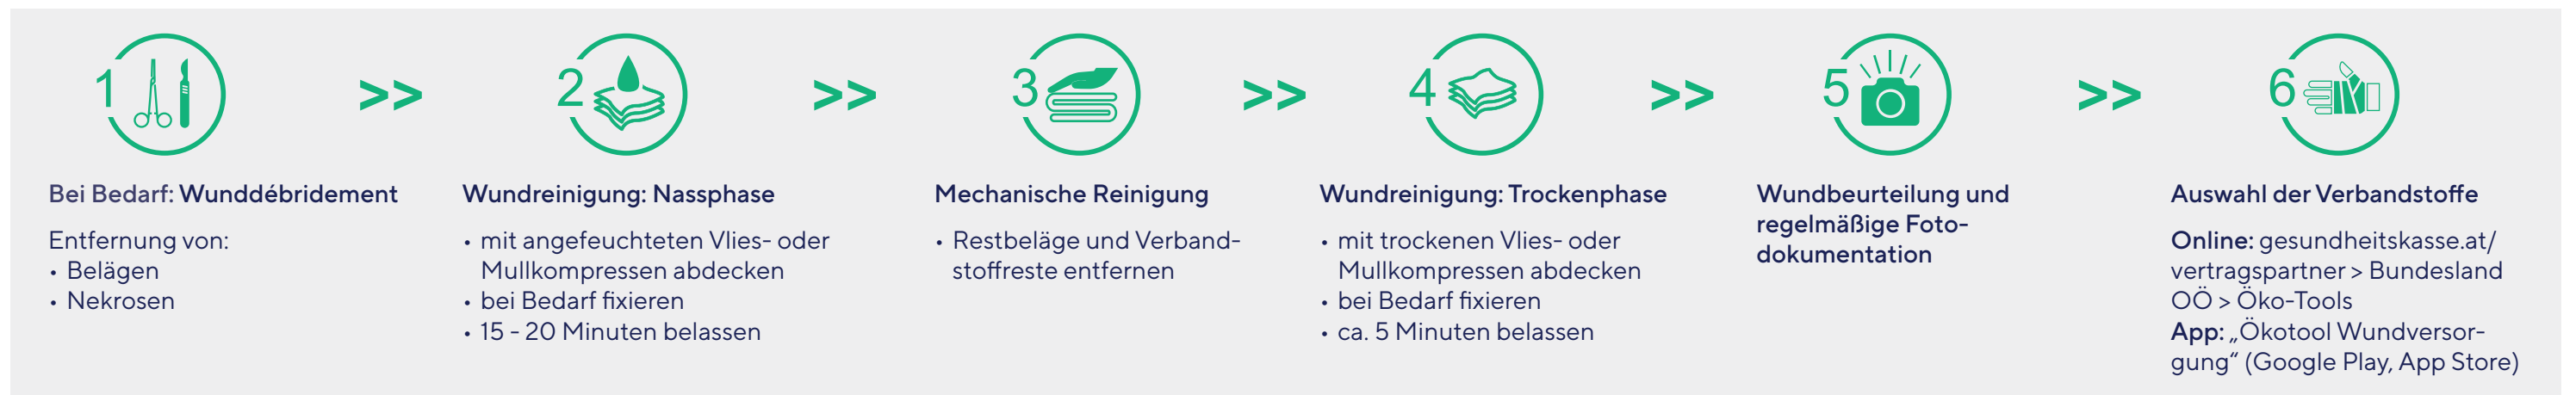 1
Bei Bedarf: Wunddébridement
Entfernung von:
• Belägen
• Nekrosen
>>
2
Wundreinigung: Nassphase
• mit angefeuchteten Vlies- oder
Mullkompressen abdecken
• bei Bedarf fixieren
• 15 - 20 Minuten belassen
>>
3
Mechanische Reinigung
• Restbeläge und Verband-
stoffreste entfernen
>>
4
Wundreinigung: Trockenphase
• mit trockenen Vlies- oder
Mullkompressen abdecken
• bei Bedarf fixieren
• ca. 5 Minuten belassen
>>
5
Wundbeurteilung und
regelmäßige Foto-
dokumentation
>>
6
Auswahl der Verbandstoffe
Online: gesundheitskasse.at/
vertragspartner > Bundesland
OÖ > Öko-Tools
App: „Ökotool Wundversor-
gung“ (Google Play, App Store)